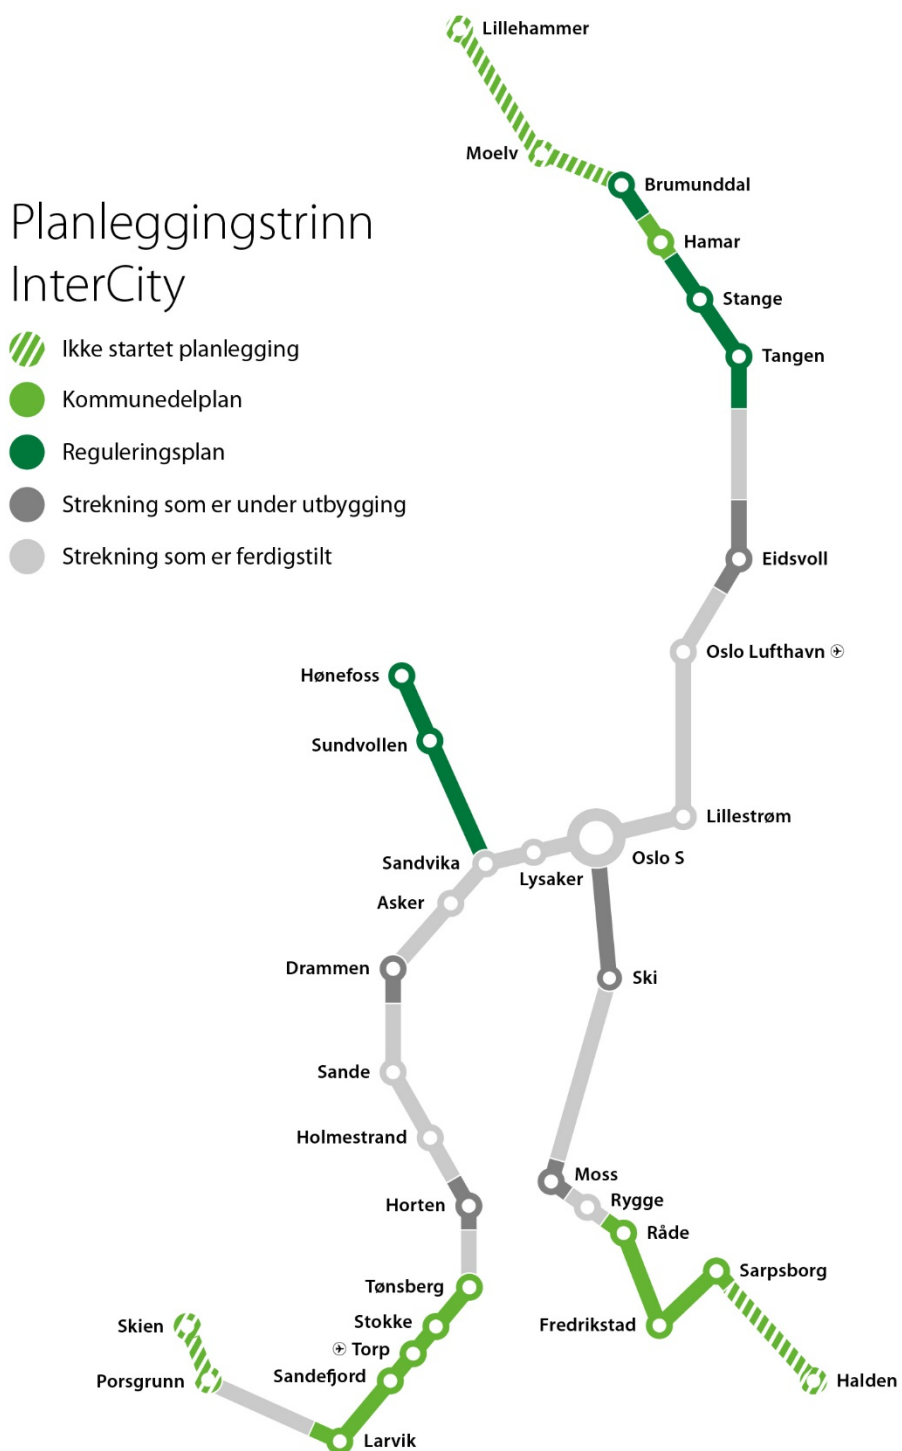 Lillehammer
Moelv
Brumunddal
Planleggingstrinn
InterCity
Hamar
Stange
Ikke startet planlegging
Tangen
Kommunedelplan
Reguleringsplan
Strekning som er under utbygging
Strekning som er ferdigstilt
Eidsvoll
Oslo Lufthavn
Hønefoss
Sundvollen
Lillestrøm
Oslo S
Sandvika
Lysaker
Asker
Drammen
Ski
Sande
Holmestrand
Moss
Rygge
Horten
Råde
Sarpsborg
Tønsberg
Stokke
Fredrikstad
Skien
Torp
Sandefjord
Porsgrunn
Halden
Larvik